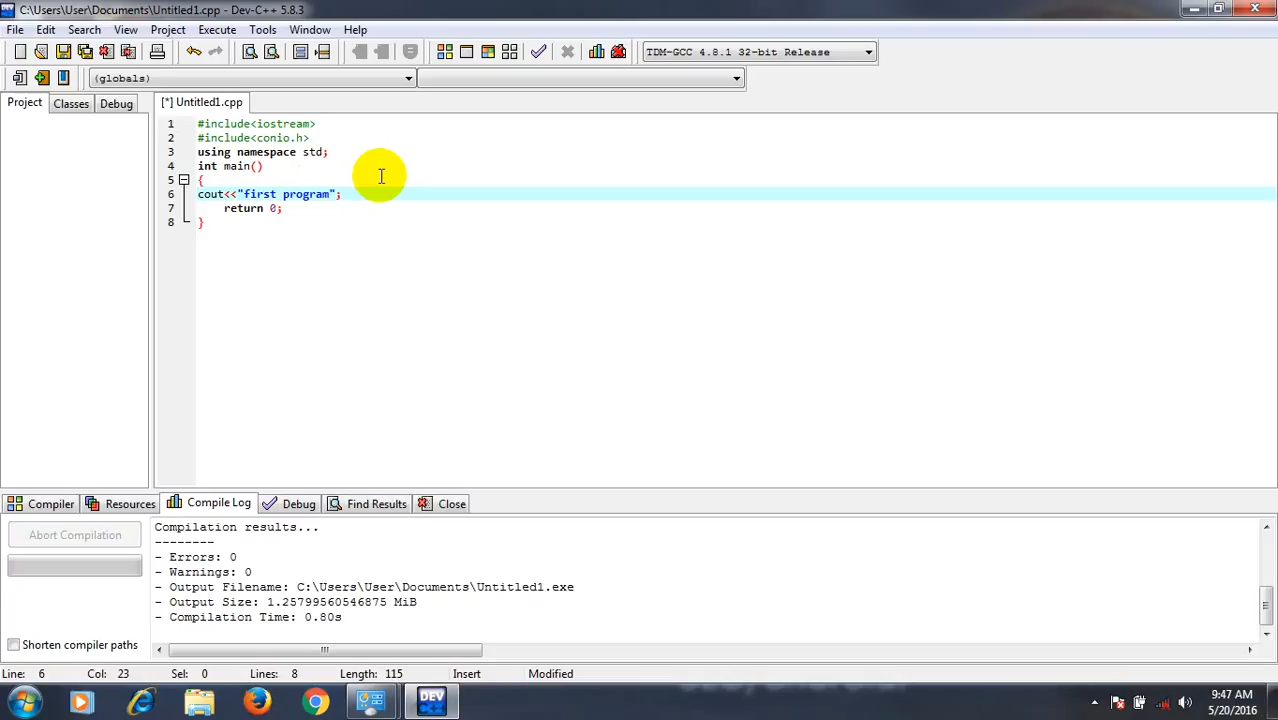 C:\Users\User\Documents\Untitled1.cpp - Dev-C++ 5.8.3
File Edit Search View Project Execute Tools Window Help
TDM-GCC 4.8.1 32-bit Release
(globals)
Project Classes Debug [*] Untitled1.cpp
1 #include<iostream>
2 #include<conio.h>
3 using namespace std;
4 int main()
5 {
6 cout<<"first program";
7 return 0;
8 }
Compiler Resources Compile Log Debug Find Results Close
Abort Compilation
Shorten compiler paths
Compilation results...
--------
- Errors: 0
- Warnings: 0
- Output Filename: C:\Users\User\Documents\Untitled1.exe
- Output Size: 1.25799560546875 MiB
- Compilation Time: 0.80s
Line: 6 Col: 23 Sel: 0 Lines: 8 Length: 115 Insert Modified
DEV
9:47 AM
5/20/2016